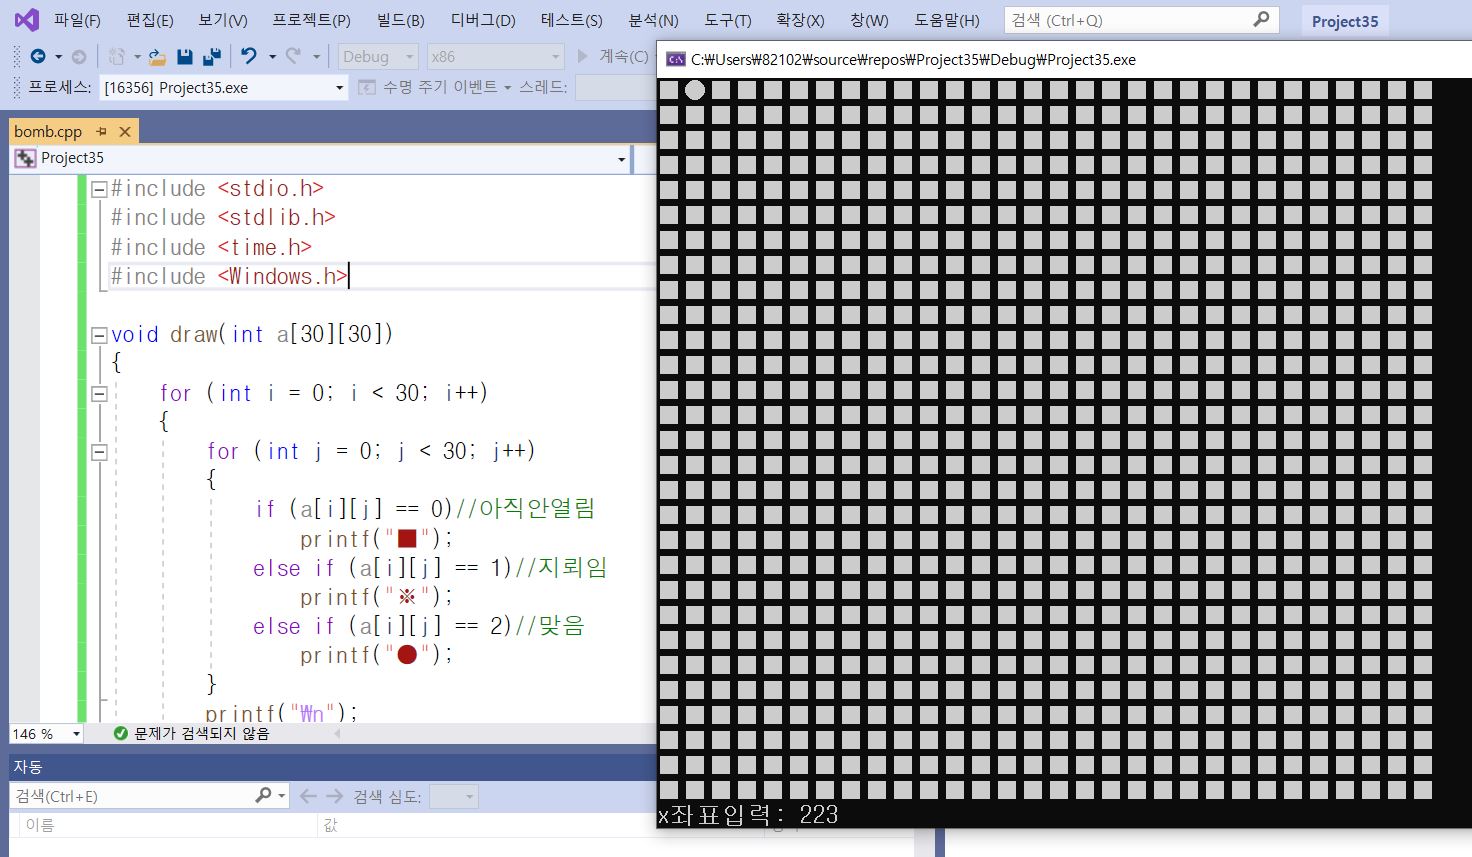 파일(F) 편집(E) 보기(V) 프로젝트(P) 빌드(B) 디버그(D) 테스트(S) 분석(N) 도구(T) 확장(X) 창(W) 도움말(H) 검색 (Ctrl+Q) Project35
Debug x86 계속(C)
프로세스: [16356] Project35.exe 수명 주기 이벤트 스레드:
bomb.cpp
Project35
#include <stdio.h>
#include <stdlib.h>
#include <time.h>
#include <Windows.h>
void draw(int a[30][30])
{
for (int i = 0; i < 30; i++)
{
for (int j = 0; j < 30; j++)
{
if (a[i][j] == 0)//아직안열림
printf("■");
else if (a[i][j] == 1)//지뢰임
printf("※");
else if (a[i][j] == 2)//맞음
printf("●");
}
printf("₩n");
146 % 문제가 검색되지 않음
자동
검색(Ctrl+E) 검색 심도:
이름 값
C:₩Users₩82102₩source₩repos₩Project35₩Debug₩Project35.exe
x좌표입력: 223